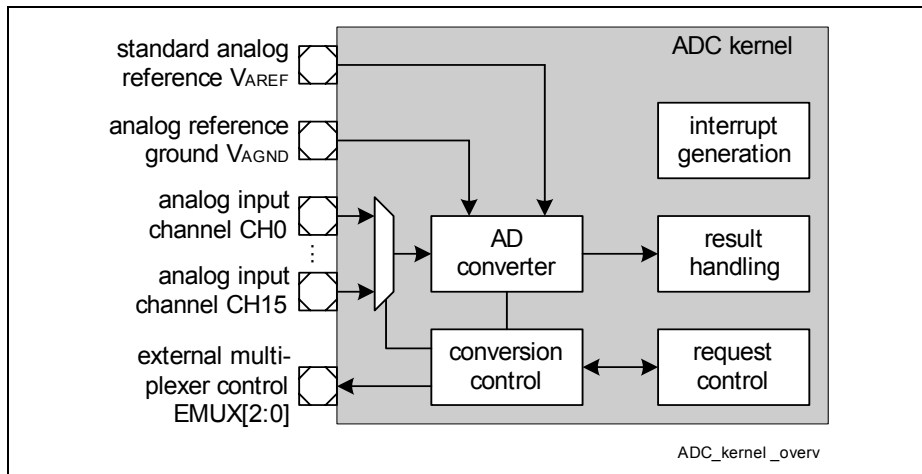 standard analog
reference VAREF
analog reference
ground VAGND
analog input
channel CH0
⋮
analog input
channel CH15
external multi-
plexer control
EMUX[2:0]
ADC kernel
interrupt
generation
AD
converter
result
handling
conversion
control
request
control
ADC_kernel _overv